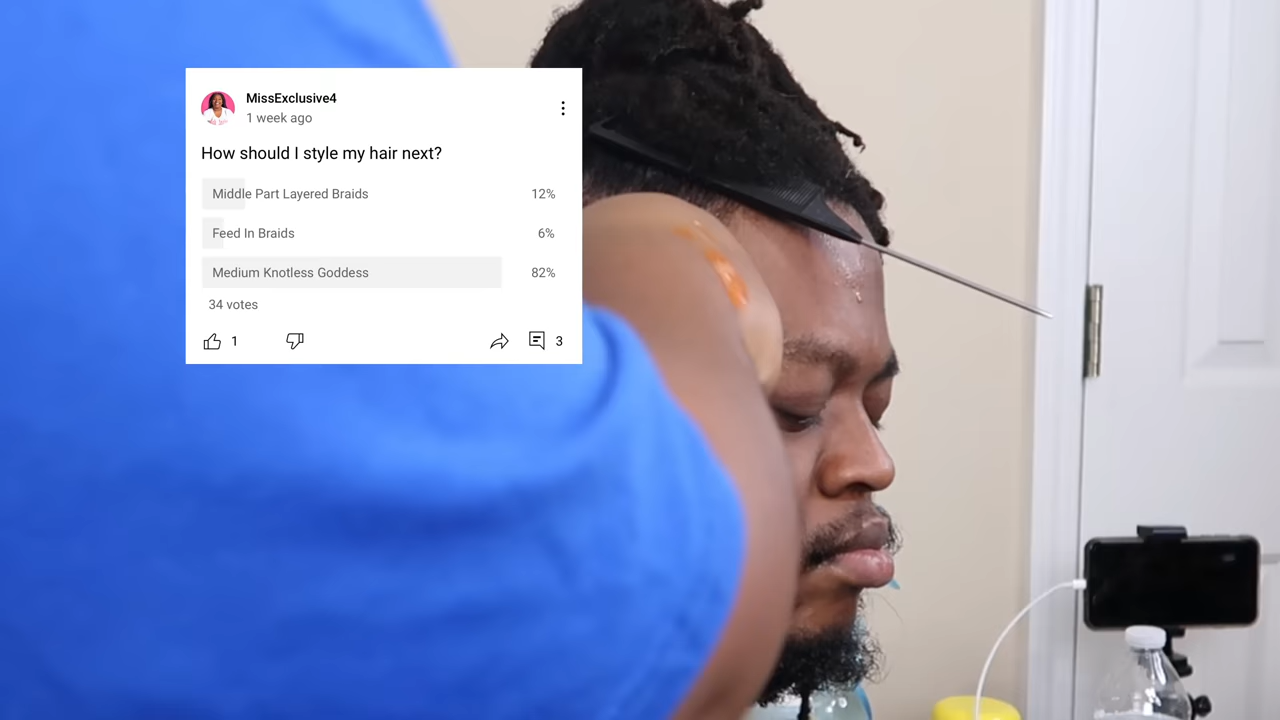 MissExclusive4
1 week ago
How should I style my hair next?
Middle Part Layered Braids 12%
Feed In Braids 6%
Medium Knotless Goddess 82%
34 votes
1 3